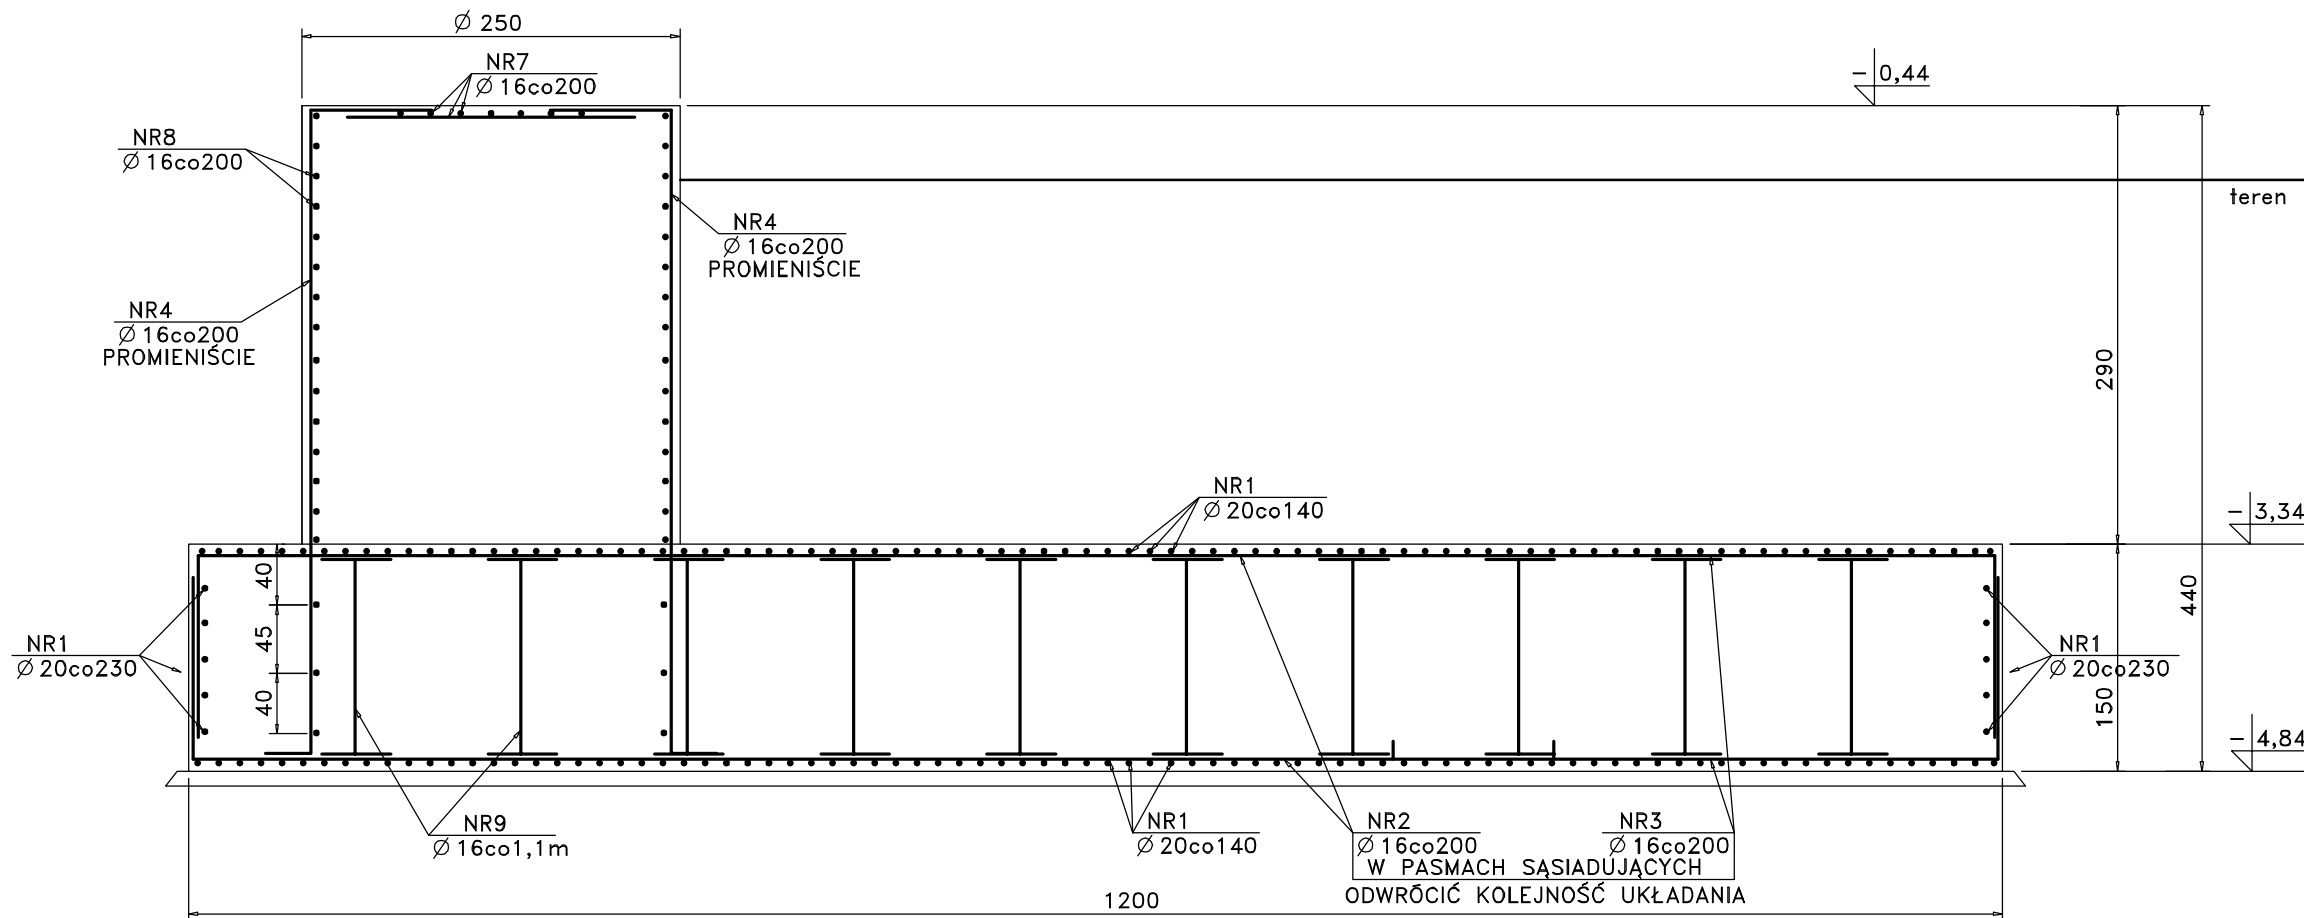 Ø 250
NR7
Ø 16co200
- 0,44
NR8
Ø 16co200
teren
NR4
Ø 16co200
PROMIENIŚCIE
NR4
Ø 16co200
PROMIENIŚCIE
290
NR1
Ø 20co140
- 3,34
40
45
40
440
150
NR1
Ø 20co230
NR1
Ø 20co230
- 4,84
NR9
Ø 16co1,1m
NR1
Ø 20co140
NR2
Ø 16co200
NR3
Ø 16co200
W PASMACH SĄSIADUJĄCYCH
ODWRÓCIĆ KOLEJNOŚĆ UKŁADANIA
1200